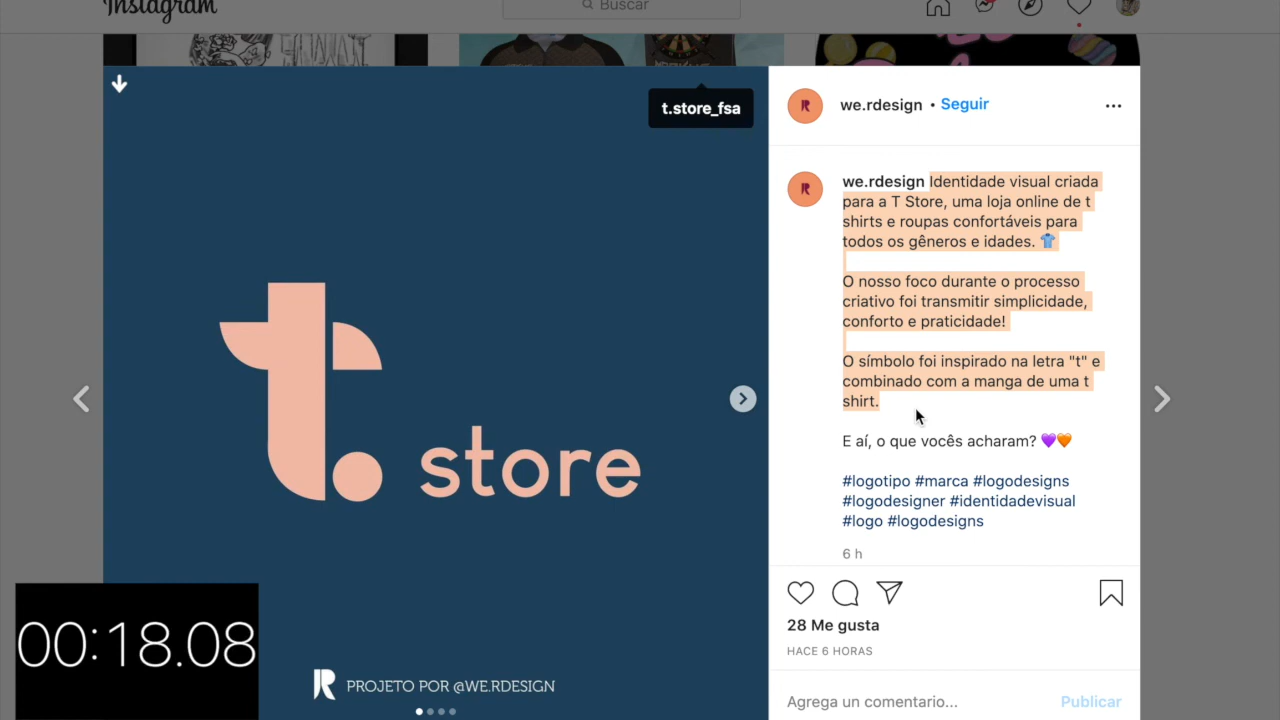 Instagram
Buscar
t.store_fsa
we.rdesign • Seguir
we.rdesign Identidade visual criada
para a T Store, uma loja online de t
shirts e roupas confortáveis para
todos os gêneros e idades. 👕
O nosso foco durante o processo
criativo foi transmitir simplicidade,
conforto e praticidade!
O símbolo foi inspirado na letra "t" e
combinado com a manga de uma t
shirt.
E aí, o que vocês acharam? 💜🧡
#logotipo #marca #logodesigns
#logodesigner #identidadevisual
#logo #logodesigns
6 h
t. store
28 Me gusta
HACE 6 HORAS
00:18.08
R PROJETO POR @WE.RDESIGN
Agrega un comentario... Publicar